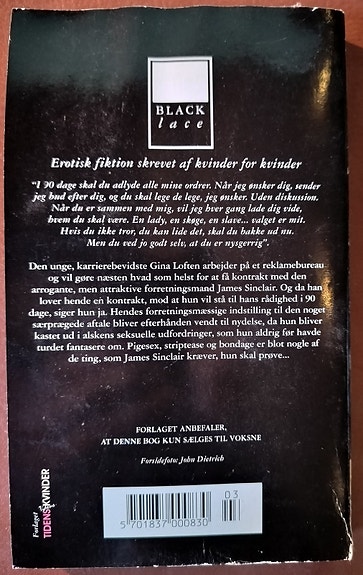 BLACK
lace
Erotisk fiktion skrevet af kvinder for kvinder
"I 90 dage skal du adlyde alle mine ordrer. Når jeg ønsker dig, sender
jeg bud efter dig, og du skal lege de lege, jeg ønsker. Uden diskussion.
Når du er sammen med mig, vil jeg hver gang lade dig vide,
hvem du skal være. En lady, en skøge, en slave... valget er mit.
Hvis du ikke tror, du kan lide det, skal du bakke ud nu.
Men du ved jo godt selv, at du er nysgerrig".
Den unge, karrierebevidste Gina Loften arbejder på et reklamebureau
og vil gøre næsten hvad som helst for at få kontrakt med den
arrogante, men attraktive forretningsmand James Sinclair. Og da han
lover hende en kontrakt, mod at hun vil stå til hans rådighed i 90
dage, siger hun ja. Hendes forretningsmæssige indstilling til den noget
særprægede aftale bliver efterhånden vendt til nydelse, da hun bliver
kastet ud i alskens seksuelle udfordringer, som hun aldrig før havde
turdet fantasere om. Pigesex, striptease og bondage er blot nogle af
de ting, som James Sinclair kræver, hun skal prøve...
FORLAGET ANBEFALER,
AT DENNE BOG KUN SÆLGES TIL VOKSNE
Forsidefoto: John Dietrich
Forlaget
TIDENS KVINDER
03
5 701837 000830